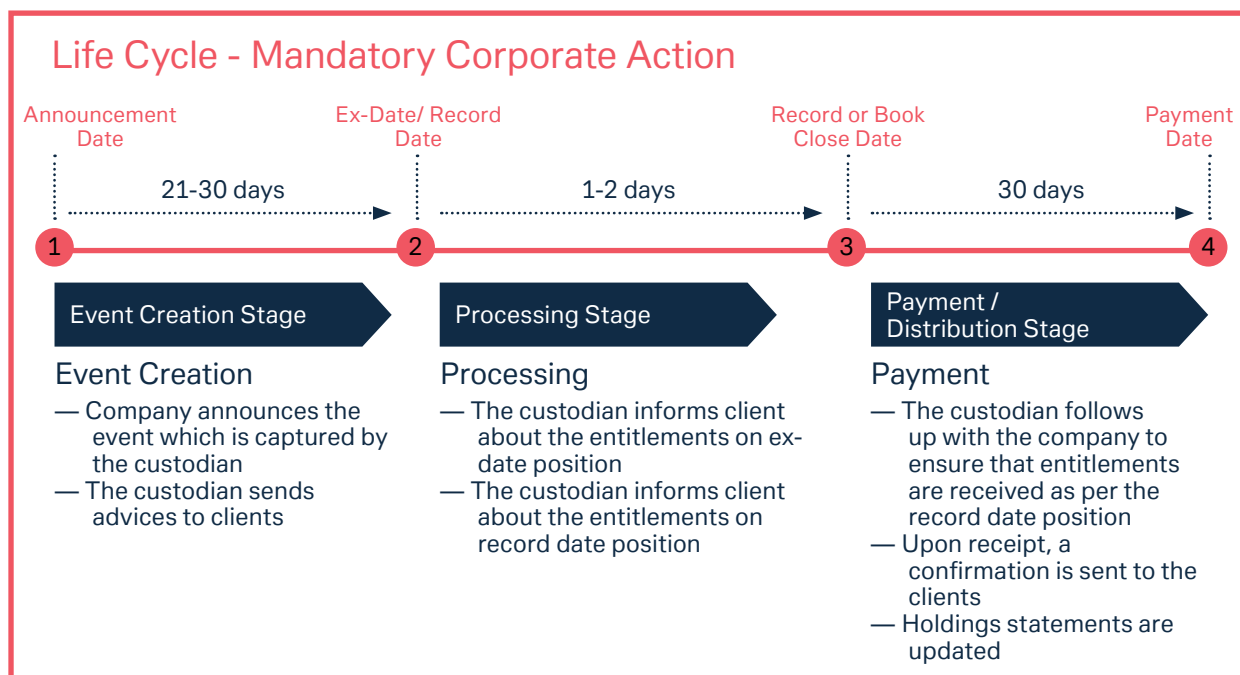 Life Cycle - Mandatory Corporate Action
Announcement
Date
Ex-Date/ Record
Date
Record or Book
Close Date
Payment
Date
21-30 days
1-2 days
30 days
1
2
3
4
Event Creation Stage
Processing Stage
Payment /
Distribution Stage
Event Creation
— Company announces the
event which is captured by
the custodian
— The custodian sends
advices to clients
Processing
— The custodian informs client
about the entitlements on ex-
date position
— The custodian informs client
about the entitlements on
record date position
Payment
— The custodian follows
up with the company to
ensure that entitlements
are received as per the
record date position
— Upon receipt, a
confirmation is sent to the
clients
— Holdings statements are
updated